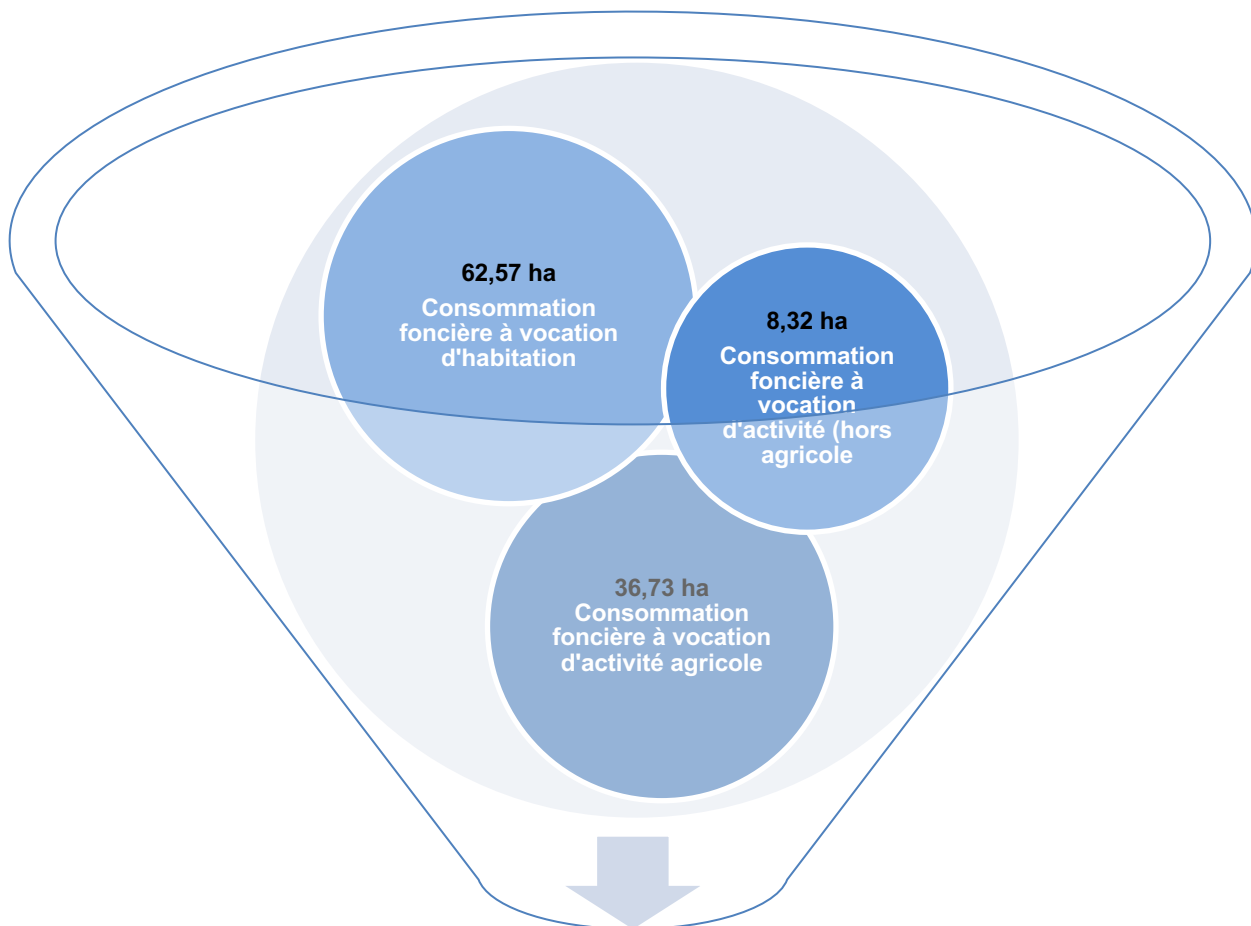 62,57 ha
Consommation
foncière à vocation
d'habitation
8,32 ha
Consommation
foncière à
vocation
d'activité (hors
agricole
36,73 ha
Consommation
foncière à vocation
d'activité agricole